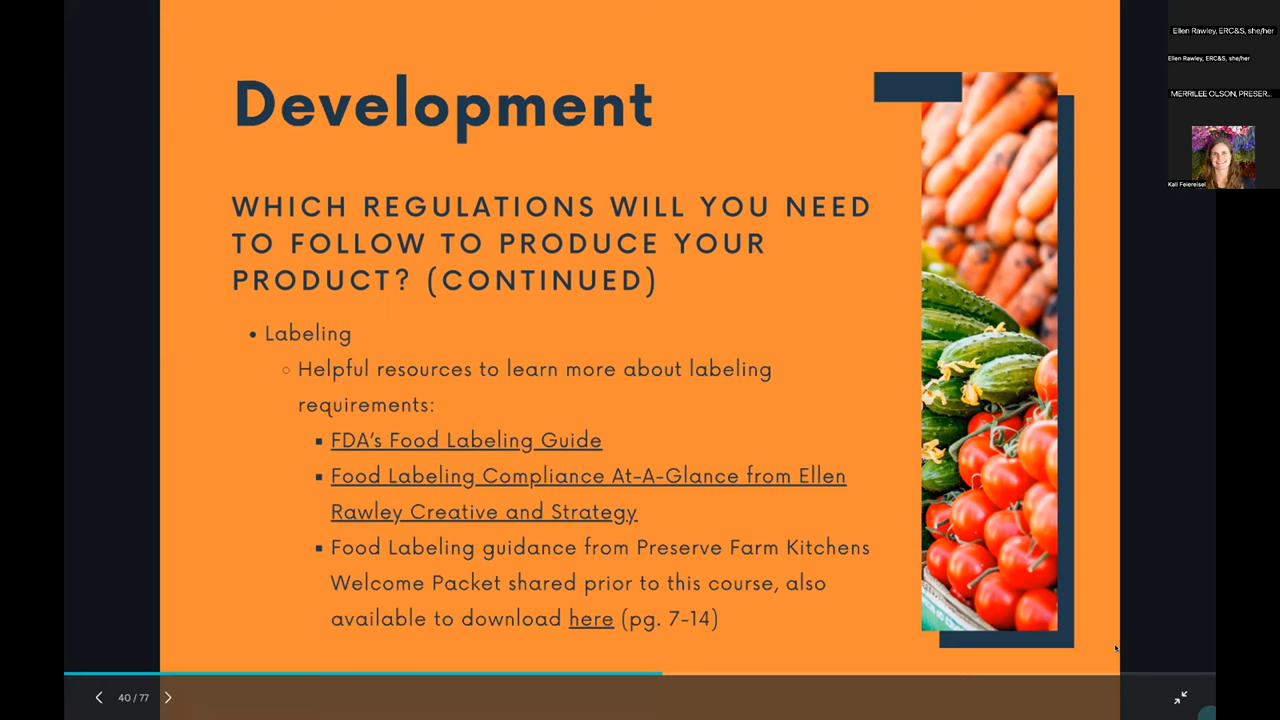 Development
WHICH REGULATIONS WILL YOU NEED
TO FOLLOW TO PRODUCE YOUR
PRODUCT? (CONTINUED)
• Labeling
○ Helpful resources to learn more about labeling
requirements:
▪ FDA's Food Labeling Guide
▪ Food Labeling Compliance At-A-Glance from Ellen
Rawley Creative and Strategy
▪ Food Labeling guidance from Preserve Farm Kitchens
Welcome Packet shared prior to this course, also
available to download here (pg. 7-14)
40 / 77
Ellen Rawley, ERC&S, she/her
Ellen Rawley, ERC&S, she/her
MERRILEE OLSON, PRESER...
Kali Feiereisel